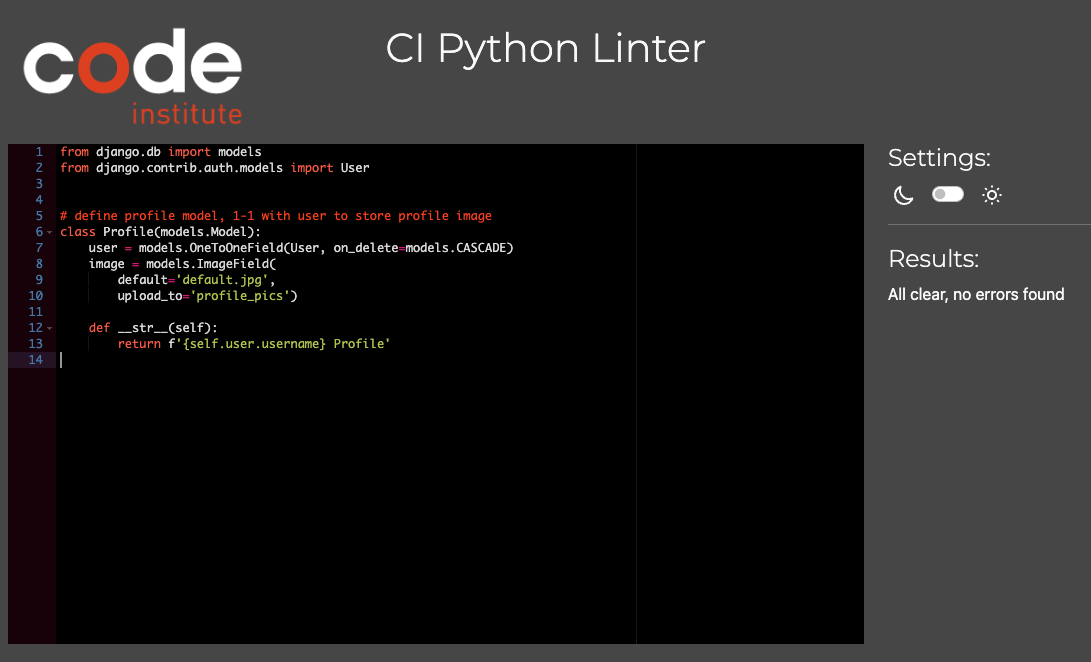 code
institute
CI Python Linter
1 from django.db import models
2 from django.contrib.auth.models import User
3
4
5 # define profile model, 1-1 with user to store profile image
6 class Profile(models.Model):
7     user = models.OneToOneField(User, on_delete=models.CASCADE)
8     image = models.ImageField(
9         default='default.jpg',
10         upload_to='profile_pics')
11
12     def __str__(self):
13         return f'{self.user.username} Profile'
14
Settings:
Results:
All clear, no errors found